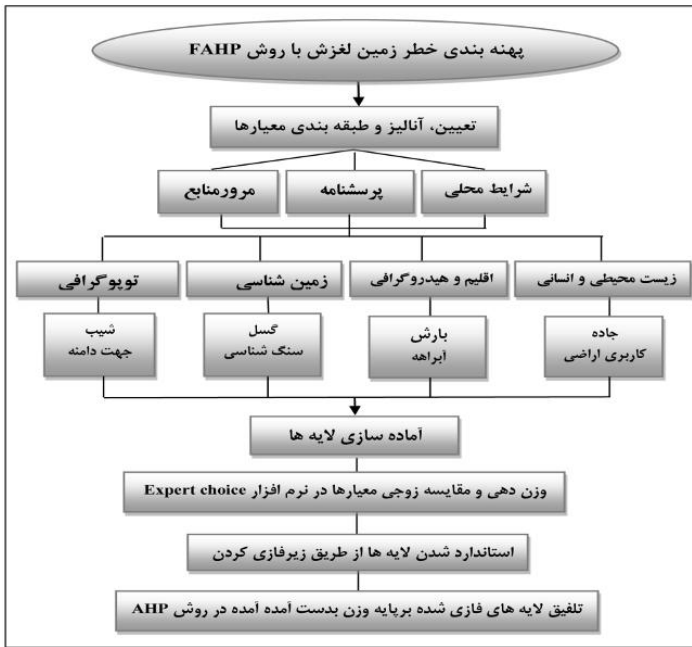 پهنه بندی خطر زمین لغزش با روش FAHP
تعیین، آنالیز و طبقه بندی معیارها
شرایط محلی
پرسشنامه
مرورمنابع
زیست محیطی و انسانی
اقلیم و هیدروگرافی
زمین شناسی
توپوگرافی
جاده
کاربری اراضی
بارش
آبراهه
گسل
سنگ شناسی
شیب
جهت دامنه
آماده سازی لایه ها
وزن دهی و مقایسه زوجی معیارها در نرم افزار Expert choice
استاندارد شدن لایه ها از طریق زیرفازی کردن
تلفیق لایه های فازی شده برپایه وزن بدست آمده آمده در روش AHP